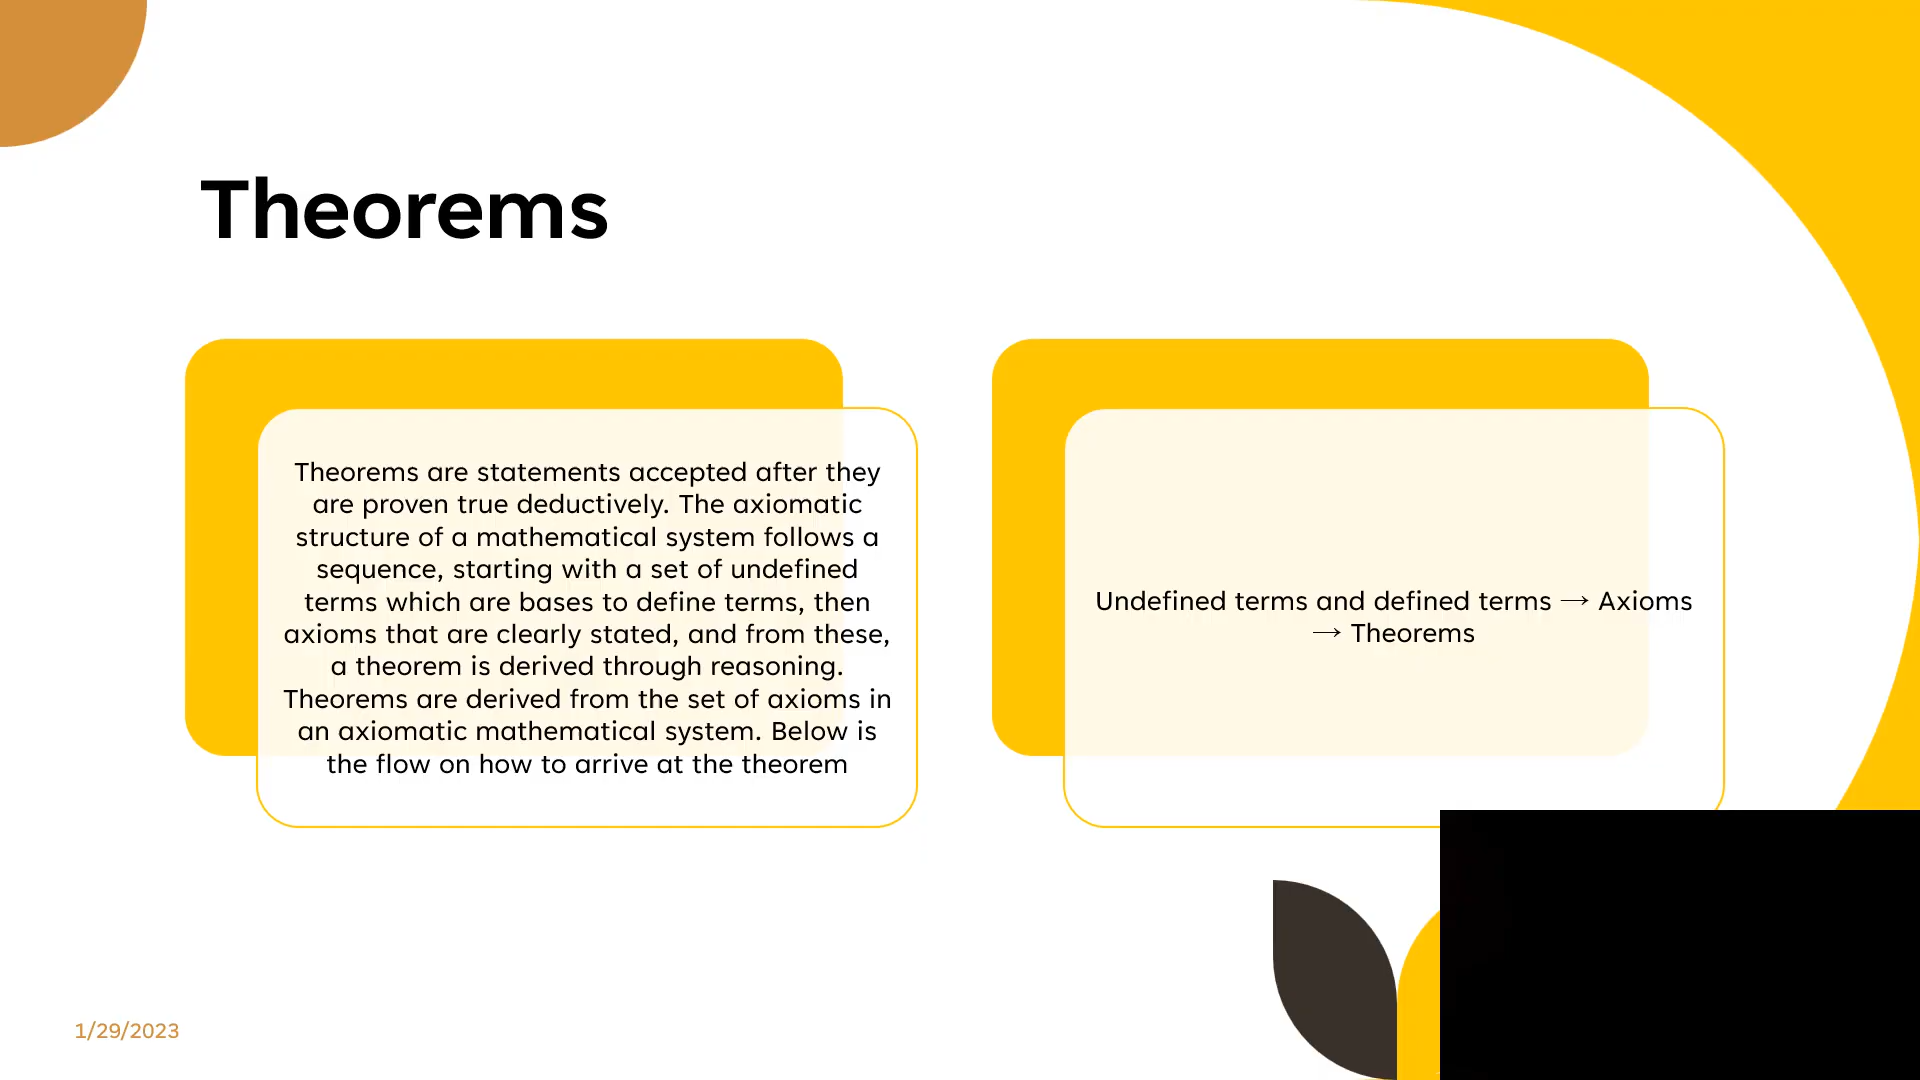 Theorems
Theorems are statements accepted after they
are proven true deductively. The axiomatic
structure of a mathematical system follows a
sequence, starting with a set of undefined
terms which are bases to define terms, then
axioms that are clearly stated, and from these,
a theorem is derived through reasoning.
Theorems are derived from the set of axioms in
an axiomatic mathematical system. Below is
the flow on how to arrive at the theorem
Undefined terms and defined terms → Axioms
→ Theorems
1/29/2023